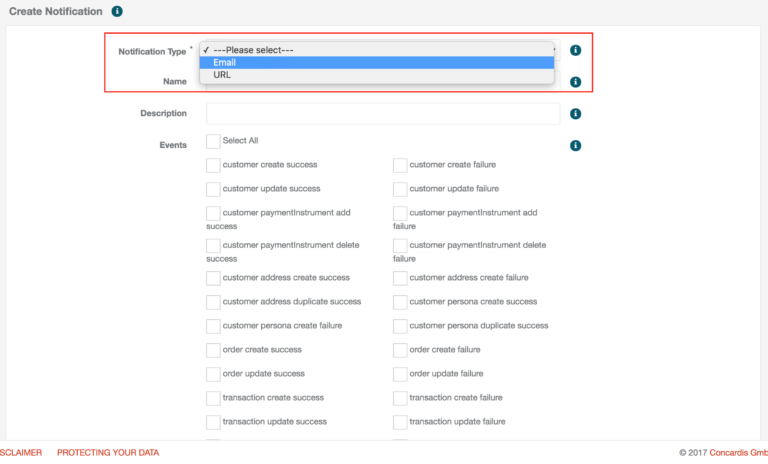 Create Notification
Notification Type *
✓ ---Please select---
Email
URL
Name
Description
Events
Select All
customer create success
customer create failure
customer update success
customer update failure
customer paymentInstrument add
success
customer paymentInstrument add
failure
customer paymentInstrument delete
success
customer paymentInstrument delete
failure
customer address create success
customer address create failure
customer address duplicate success
customer persona create success
customer persona create failure
customer persona duplicate success
order create success
order create failure
order update success
order update failure
transaction create success
transaction create failure
transaction update success
transaction update failure
SCLAIMER PROTECTING YOUR DATA © 2017 Concardis Gmb